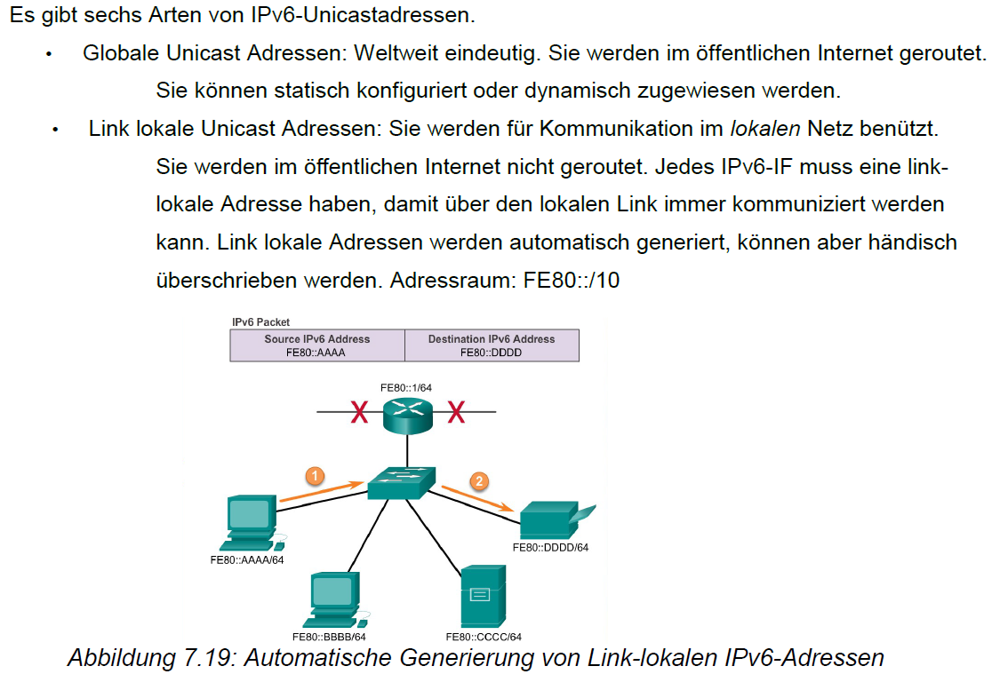 Es gibt sechs Arten von IPv6-Unicastadressen.
• Globale Unicast Adressen: Weltweit eindeutig. Sie werden im öffentlichen Internet geroutet.
Sie können statisch konfiguriert oder dynamisch zugewiesen werden.
• Link lokale Unicast Adressen: Sie werden für Kommunikation im lokalen Netz benützt.
Sie werden im öffentlichen Internet nicht geroutet. Jedes IPv6-IF muss eine link-
lokale Adresse haben, damit über den lokalen Link immer kommuniziert werden
kann. Link lokale Adressen werden automatisch generiert, können aber händisch
überschrieben werden. Adressraum: FE80::/10
IPv6 Packet
Source IPv6 Address Destination IPv6 Address
FE80::AAAA FE80::DDDD
FE80::1/64
X X
1 2
FE80::DDDD/64
FE80::AAAA/64
FE80::BBBB/64 FE80::CCCC/64
Abbildung 7.19: Automatische Generierung von Link-lokalen IPv6-Adressen